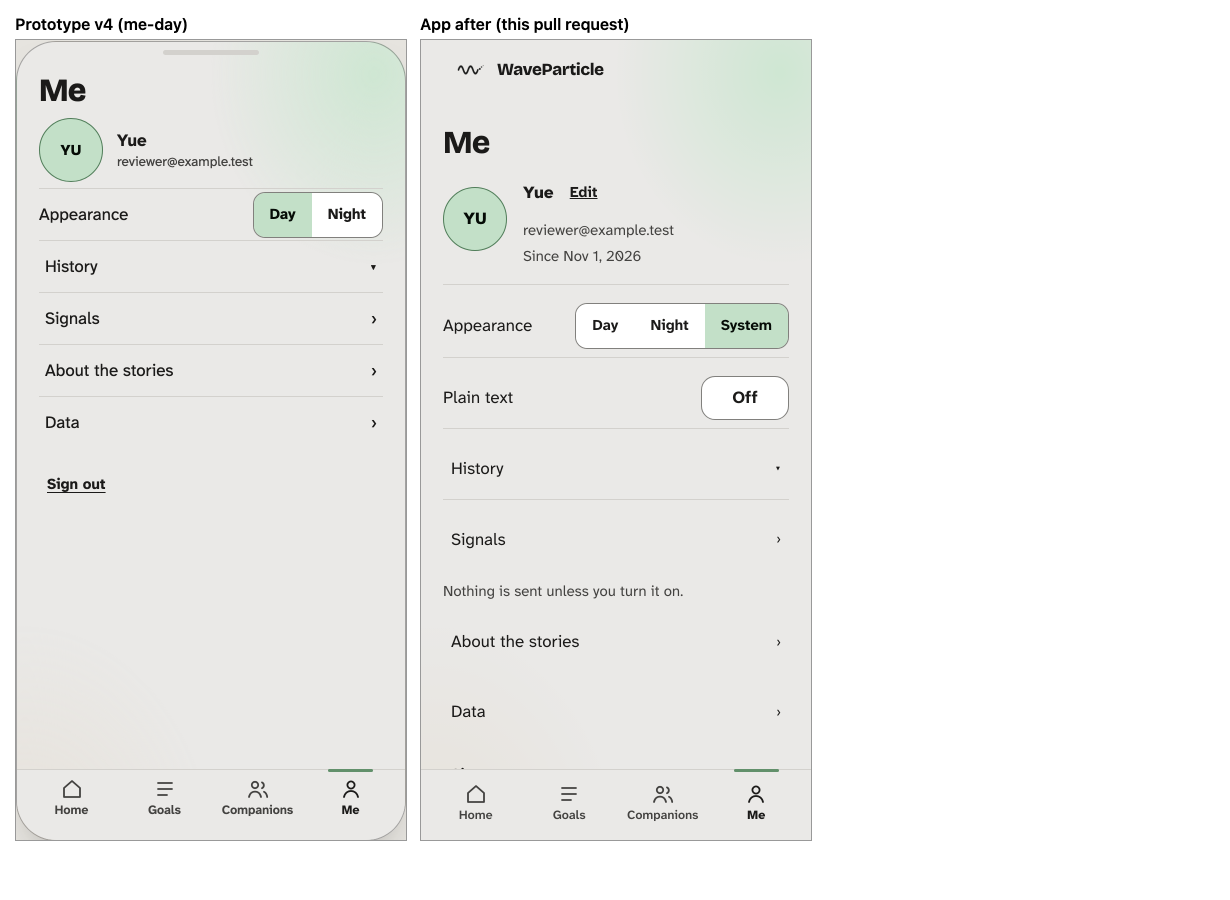 Prototype v4 (me-day)
Me
YU
Yue
reviewer@example.test
Appearance
Day
Night
History
Signals
About the stories
Data
Sign out
Home
Goals
Companions
Me
App after (this pull request)
WaveParticle
Me
YU
Yue
Edit
reviewer@example.test
Since Nov 1, 2026
Appearance
Day
Night
System
Plain text
Off
History
Signals
Nothing is sent unless you turn it on.
About the stories
Data
Home
Goals
Companions
Me